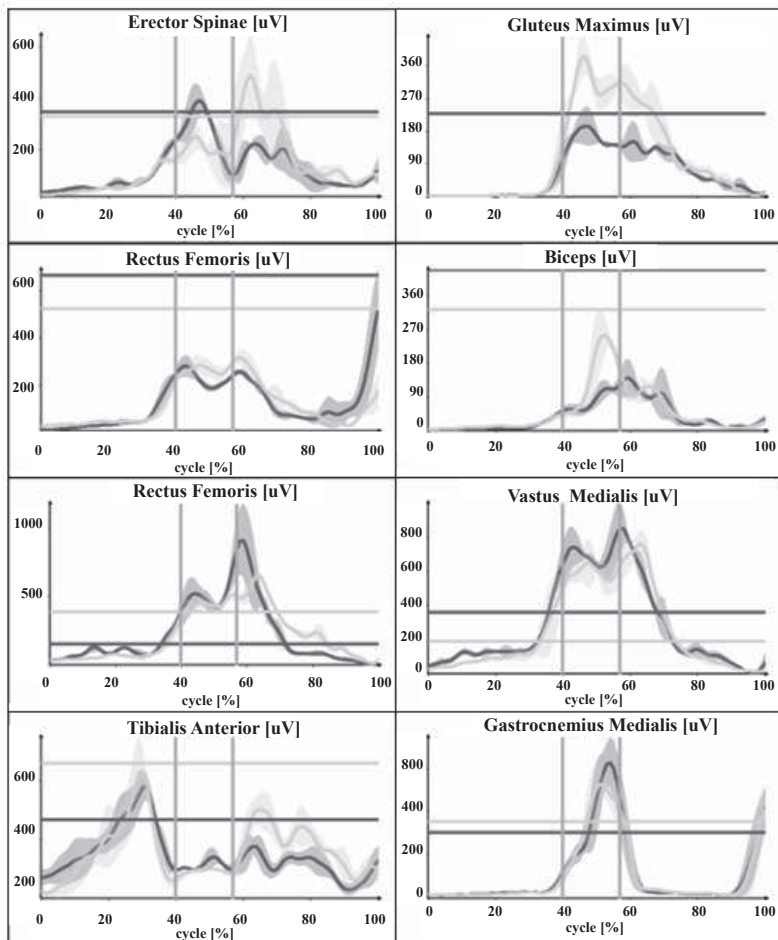 Erector Spinae [uV]
600
400
200
0 20 40 60 80 100
cycle [%]
Gluteus Maximus [uV]
360
270
180
90
0
0 20 40 60 80 100
cycle [%]
Rectus Femoris [uV]
600
400
200
0 20 40 60 80 100
cycle [%]
Biceps [uV]
360
270
180
90
0
0 20 40 60 80 100
cycle [%]
Rectus Femoris [uV]
1000
500
0
0 20 40 60 80 100
cycle [%]
Vastus Medialis [uV]
800
600
400
200
0
0 20 40 60 80 100
cycle [%]
Tibialis Anterior [uV]
600
400
200
0 20 40 60 80 100
cycle [%]
Gastrocnemius Medialis [uV]
800
400
200
0
0 20 40 60 80 100
cycle [%]